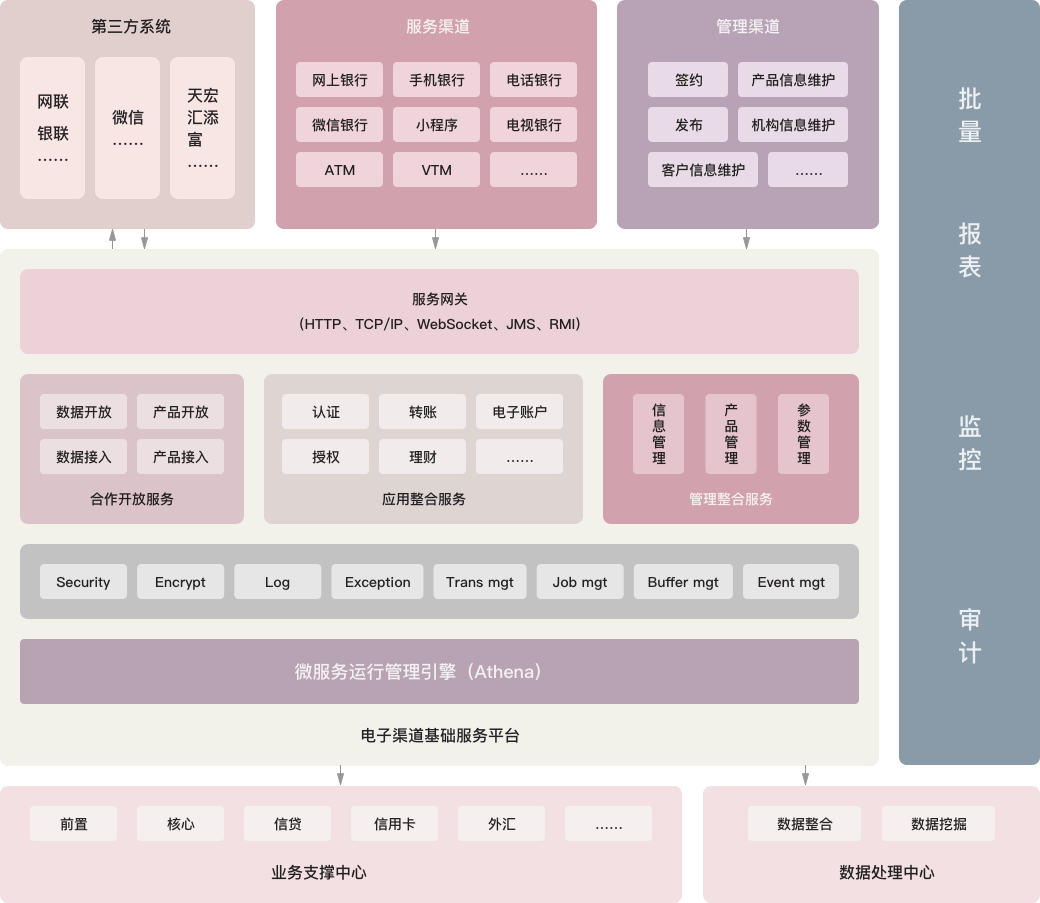 第三方系统
网联
银联
······
微信
······
天宏
汇添
富
······
服务渠道
网上银行
手机银行
电话银行
微信银行
小程序
电视银行
ATM
VTM
······
管理渠道
签约
产品信息维护
发布
机构信息维护
客户信息维护
······
批
量
报
表
监
控
审
计
服务网关
（HTTP、TCP/IP、WebSocket、JMS、RMI）
数据开放
产品开放
数据接入
产品接入
合作开放服务
认证
转账
电子账户
授权
理财
······
应用整合服务
信
息
管
理
产
品
管
理
参
数
管
理
管理整合服务
Security
Encrypt
Log
Exception
Trans mgt
Job mgt
Buffer mgt
Event mgt
微服务运行管理引擎（Athena）
电子渠道基础服务平台
前置
核心
信贷
信用卡
外汇
······
业务支撑中心
数据整合
数据挖掘
数据处理中心